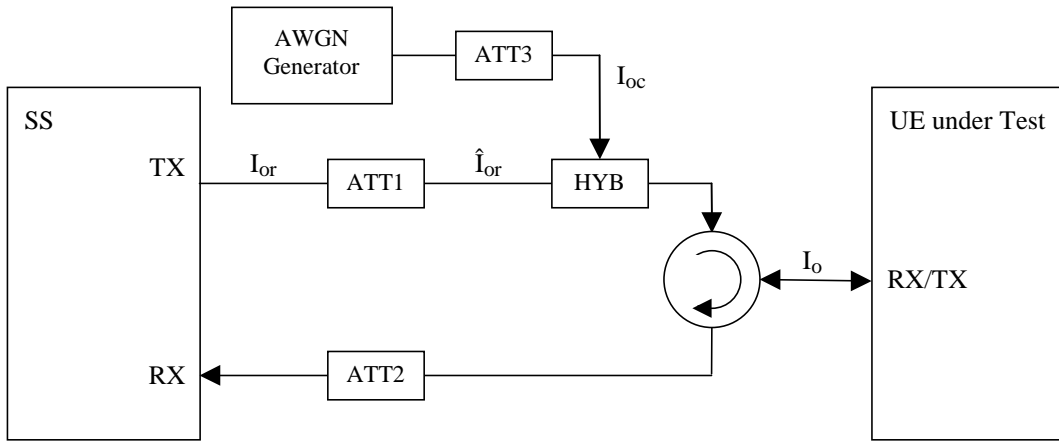 AWGN
Generator
ATT3
I_oc
SS
UE under Test
TX
I_or
ATT1
Î_or
HYB
I_o
RX/TX
RX
ATT2